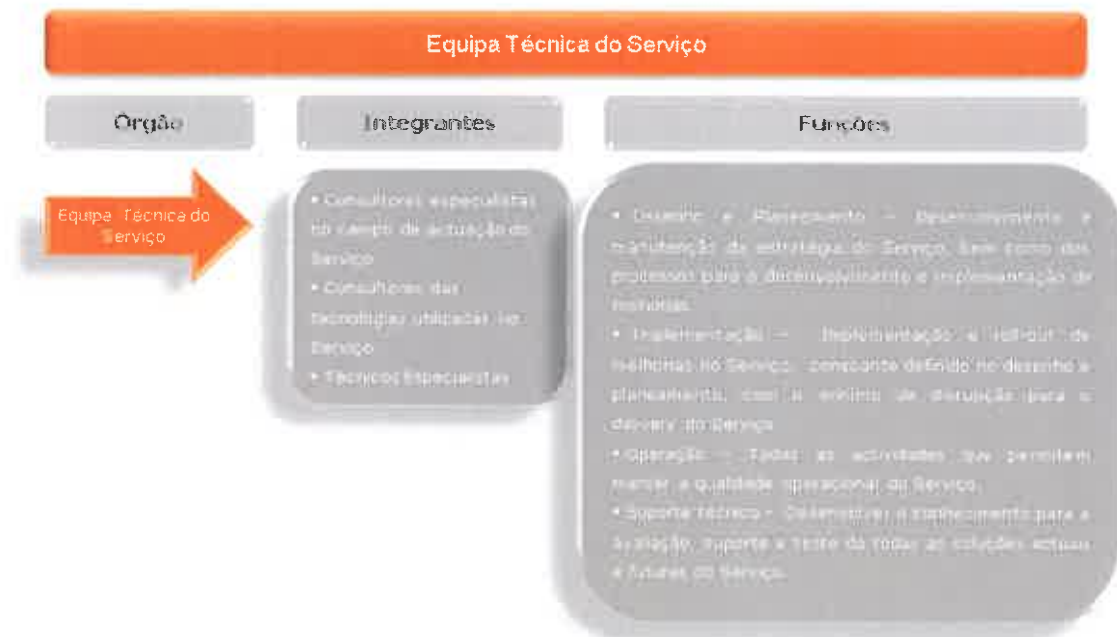 Equipa Técnica do Serviço
Orgão
Integrantes
Funções
Equipa Técnica do
Serviço
• Consultores especialistas
no campo de actuação do
Serviço
• Consultores das
tecnologias utilizadas no
Serviço
• Técnicos Especialistas
• Desenho e Planeamento – Desenvolvimento e
manutenção da estratégia do Serviço, bem como dos
processos para o desenvolvimento e implementação de
melhorias.
• Implementação – Implementação e roll-out de
melhorias no Serviço, consoante definido no desenho e
planeamento, com o mínimo de disrupção para o
delivery do Serviço
• Operação – Todas as actividades que permitem
manter a qualidade operacional do Serviço.
• Suporte técnico – Desenvolver o conhecimento para a
avaliação, suporte e teste de todas as soluções actuais
e futuras do Serviço.